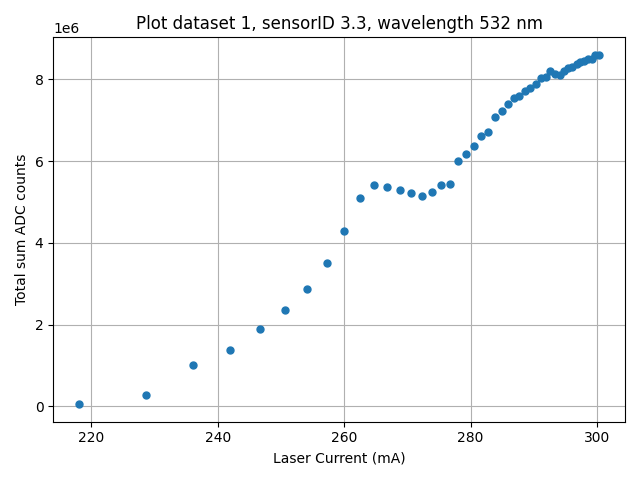 Plot dataset 1, sensorID 3.3, wavelength 532 nm
1e6
8
6
4
2
0
Total sum ADC counts
220 240 260 280 300
Laser Current (mA)